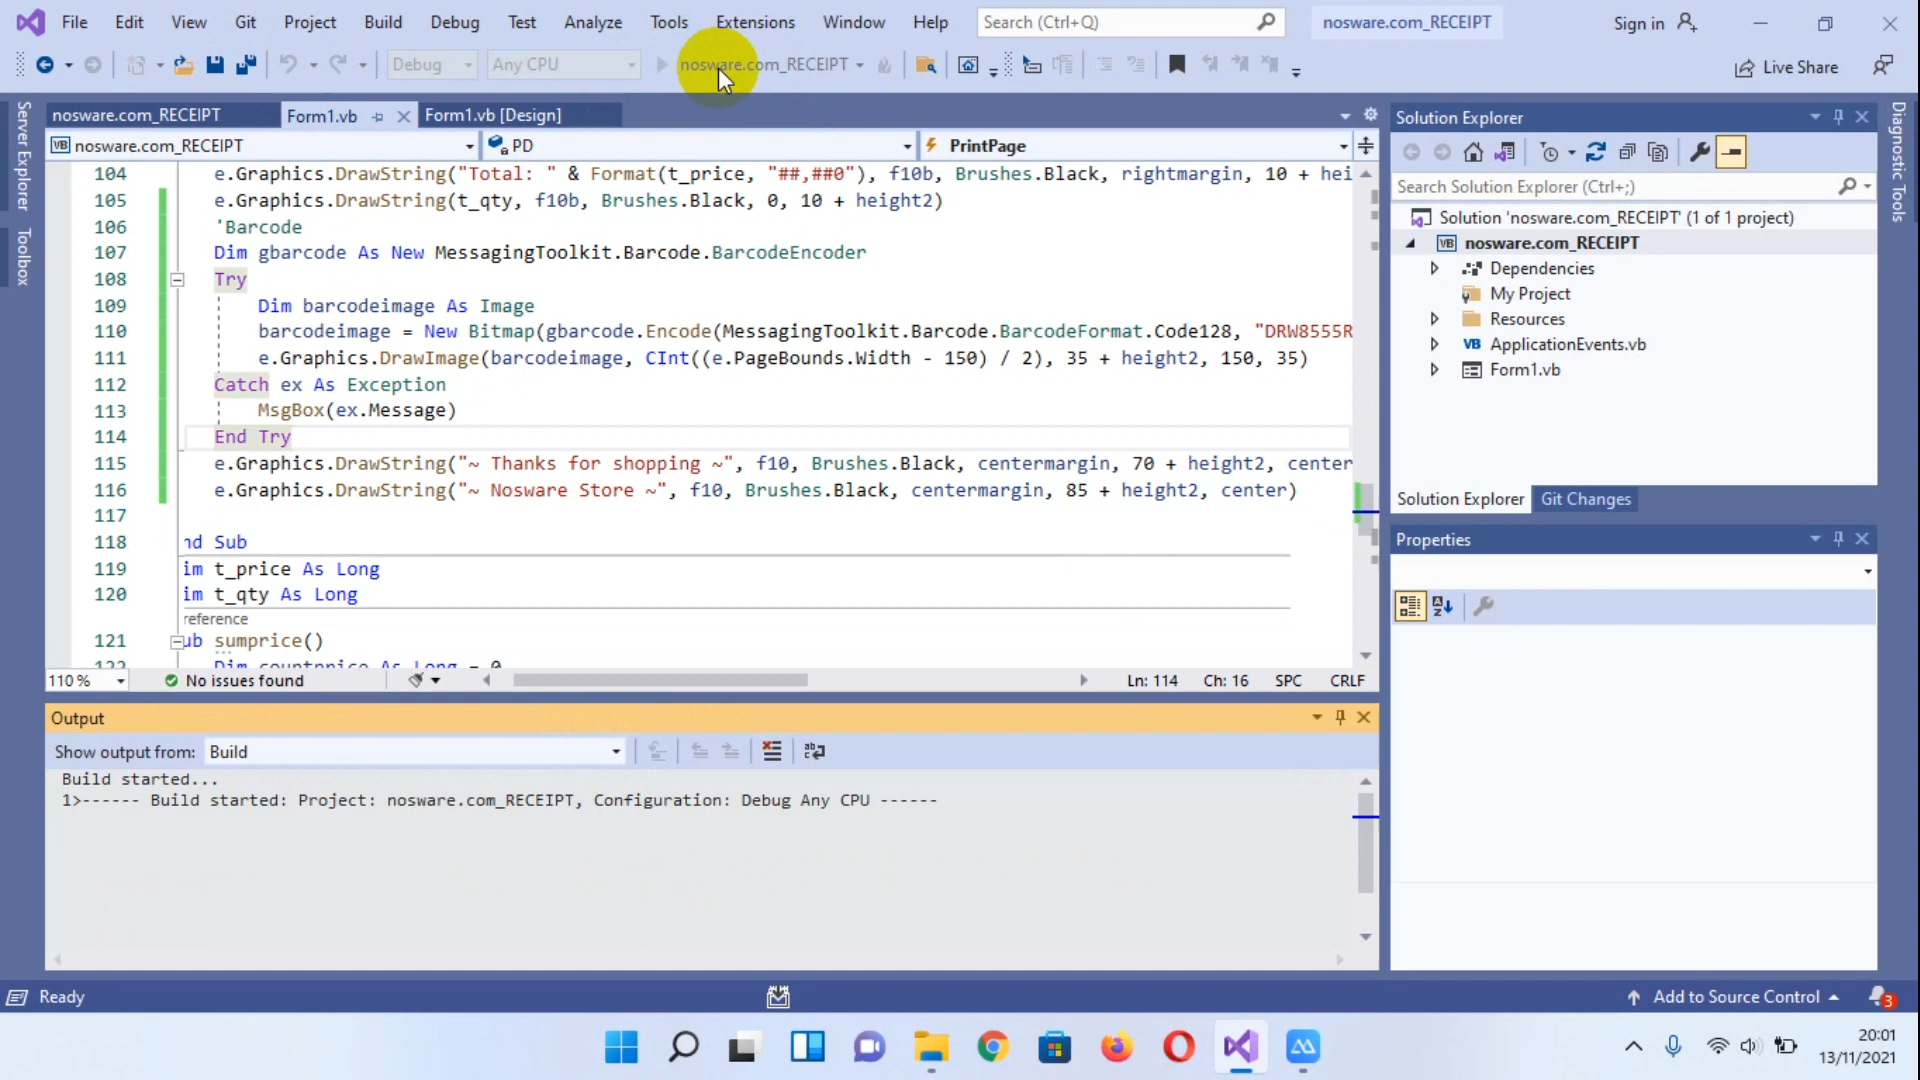 File Edit View Git Project Build Debug Test Analyze Tools Extensions Window Help Search (Ctrl+Q) nosware.com_RECEIPT Sign in
Debug Any CPU nosware.com_RECEIPT Live Share
nosware.com_RECEIPT Form1.vb Form1.vb [Design]
nosware.com_RECEIPT PD PrintPage
104 e.Graphics.DrawString("Total: " & Format(t_price, "##,##0"), f10b, Brushes.Black, rightmargin, 10 + hei
105 e.Graphics.DrawString(t_qty, f10b, Brushes.Black, 0, 10 + height2)
106 'Barcode
107 Dim gbarcode As New MessagingToolkit.Barcode.BarcodeEncoder
108 Try
109 Dim barcodeimage As Image
110 barcodeimage = New Bitmap(gbarcode.Encode(MessagingToolkit.Barcode.BarcodeFormat.Code128, "DRW8555R
111 e.Graphics.DrawImage(barcodeimage, CInt((e.PageBounds.Width - 150) / 2), 35 + height2, 150, 35)
112 Catch ex As Exception
113 MsgBox(ex.Message)
114 End Try
115 e.Graphics.DrawString("~ Thanks for shopping ~", f10, Brushes.Black, centermargin, 70 + height2, center
116 e.Graphics.DrawString("~ Nosware Store ~", f10, Brushes.Black, centermargin, 85 + height2, center)
117
118 nd Sub
119 im t_price As Long
120 im t_qty As Long
reference
121 ub sumprice()
122 Dim countprice As Long = 0
110 % No issues found Ln: 114 Ch: 16 SPC CRLF
Output
Show output from: Build
Build started...
1>------ Build started: Project: nosware.com_RECEIPT, Configuration: Debug Any CPU ------
Server Explorer
Toolbox
Solution Explorer
Search Solution Explorer (Ctrl+;)
Solution 'nosware.com_RECEIPT' (1 of 1 project)
VB nosware.com_RECEIPT
Dependencies
My Project
Resources
VB ApplicationEvents.vb
Form1.vb
Solution Explorer Git Changes
Properties
Diagnostic Tools
Ready Add to Source Control 3
20:01
13/11/2021